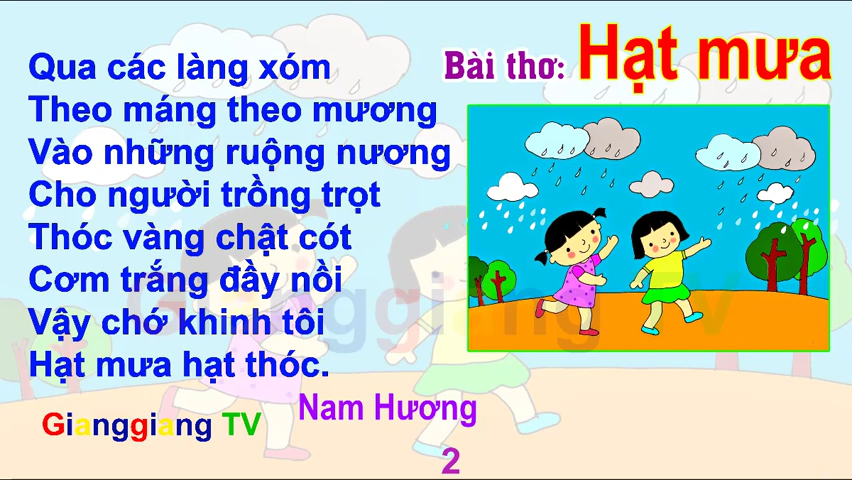 Bài thơ: Hạt mưa
Qua các làng xóm
Theo máng theo mương
Vào những ruộng nương
Cho người trồng trọt
Thóc vàng chật cót
Cơm trắng đầy nồi
Vậy chớ khinh tôi
Hạt mưa hạt thóc.
Nam Hương
Gianggiang TV
2
Gianggiang TV